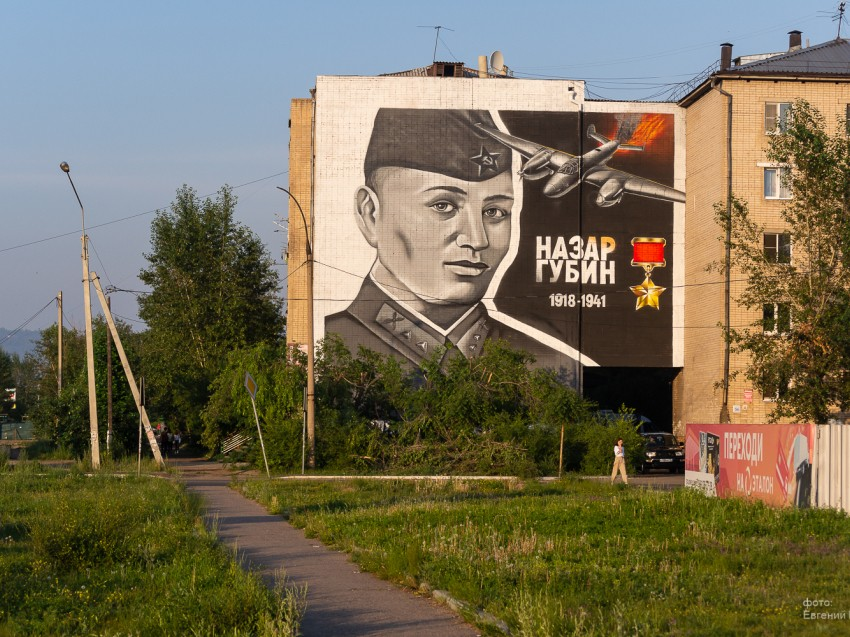 НАЗАР
ГУБИН
1918-1941
ПЕРЕХОДИ
НА ЭТАЛОН
фото:
Евгений